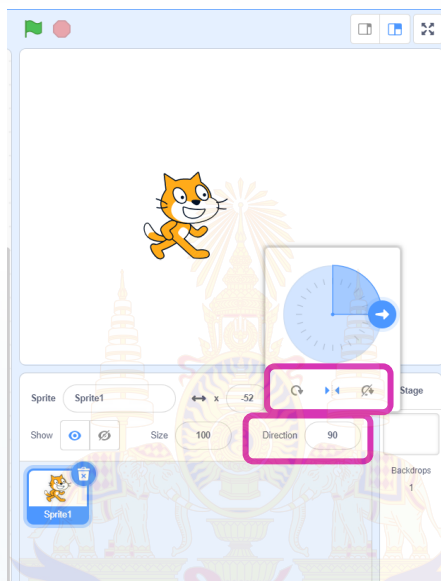 Sprite Sprite1 x -52 Stage
Show Size 100 Direction 90
Backdrops
1
Sprite1